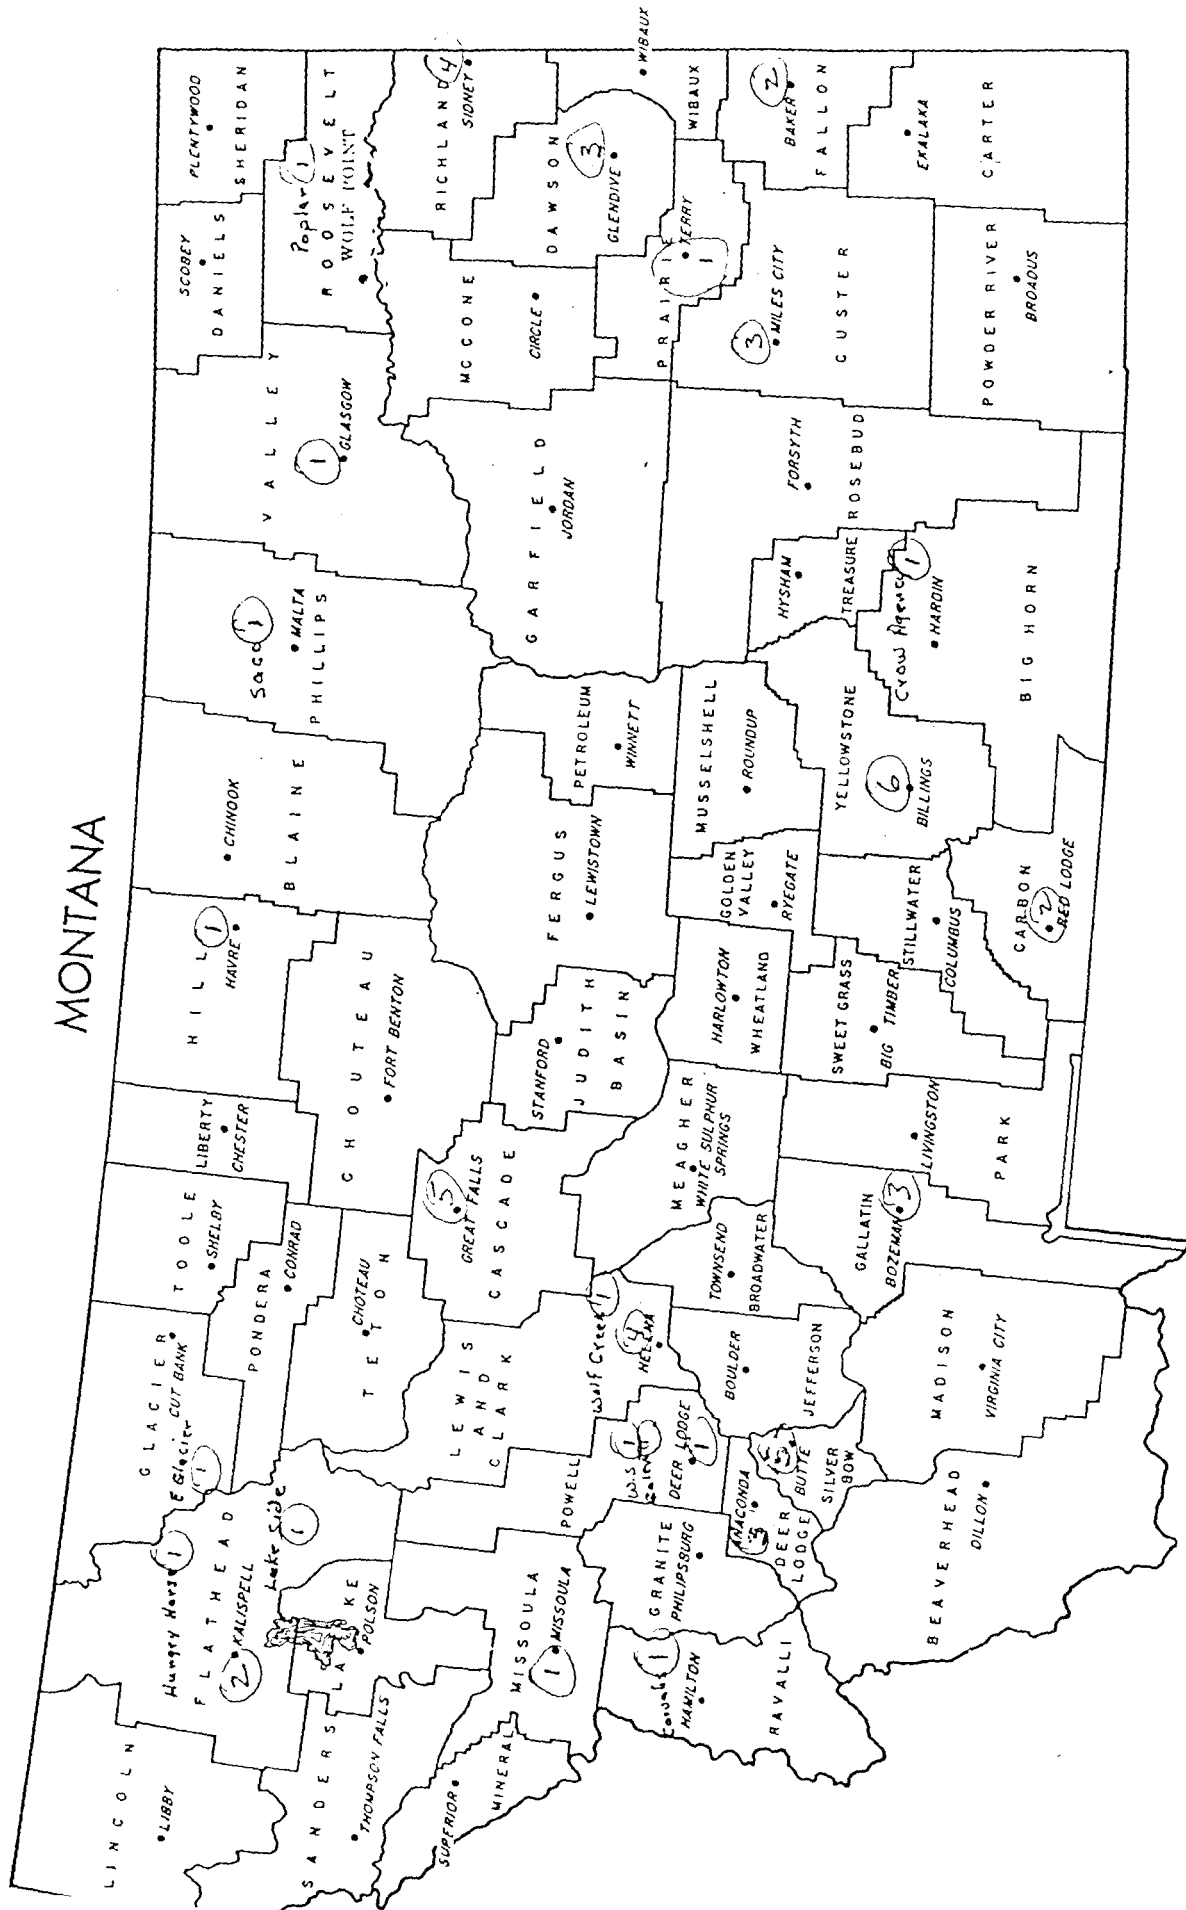 MONTANA
LINCOLN
LIBBY
Hungry Horse 1
FLATHEAD
2 KALISPELL
Lake Side
1
GLACIER
E Glacier
1
CUT BANK
TOOLE
SHELBY
LIBERTY
CHESTER
HILL
1
HAVRE
CHINOOK
BLAINE
Saco 1
MALTA
PHILLIPS
VALLEY
1
GLASGOW
SCOBEY
DANIELS
PLENTYWOOD
SHERIDAN
Poplar 1
ROOSEVELT
WOLF POINT
PONDERA
CONRAD
CHOTEAU
TETON
CHOUTEAU
FORT BENTON
SANDERS
THOMPSON FALLS
LAKE
POLSON
SUPERIOR
MINERAL
MISSOULA
1 MISSOULA
POWELL
LEWIS
AND
CLARK
Wolf Creek 1
4
HELENA
5
GREAT FALLS
CASCADE
STANFORD
JUDITH
BASIN
FERGUS
LEWISTOWN
PETROLEUM
WINNETT
GARFIELD
JORDAN
MCCONE
CIRCLE
RICHLAND
4
SIDNEY
DAWSON
3
GLENDIVE
WIBAUX
WIBAUX
PRAIRIE
TERRY
1
1
HAMILTON
RAVALLI
GRANITE
PHILIPSBURG
W.S.
1
DEER LODGE
1
ANACONDA
3
DEER
LODGE
BUTTE
SILVER
BOW
BOULDER
JEFFERSON
TOWNSEND
BROADWATER
MEAGHER
WHITE SULPHUR
SPRINGS
HARLOWTON
WHEATLAND
GOLDEN
VALLEY
RYEGATE
MUSSELSHELL
ROUNDUP
HYSHAM
TREASURE
FORSYTH
ROSEBUD
3
MILES CITY
CUSTER
2
BAKER
FALLON
EKALAKA
CARTER
POWDER RIVER
BROADUS
BEAVERHEAD
DILLON
MADISON
VIRGINIA CITY
GALLATIN
BOZEMAN 3
LIVINGSTON
PARK
SWEET GRASS
BIG TIMBER
STILLWATER
COLUMBUS
CARBON
2
RED LODGE
YELLOWSTONE
6
BILLINGS
Crow Agency 1
HARDIN
BIG HORN